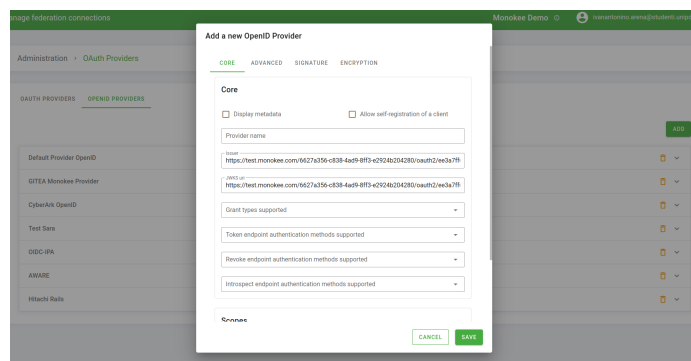 nage federation connections
Monokee Demo
Add a new OpenID Provider
Administration
OAuth Providers
CORE
ADVANCED
SIGNATURE
ENCRYPTION
OAUTH PROVIDERS
OPENID PROVIDERS
Core
Display metadata
Allow self-registration of a client
Provider name
ADD
Issuer
https://test.monokee.com/6627a356-c838-4ad9-8ff3-e2924b204280/oauth2/ee3a7ff
JWKS url
https://test.monokee.com/6627a356-c838-4ad9-8ff3-e2924b204280/oauth2/ee3a7ff
Grant types supported
Token endpoint authentication methods supported
Revoke endpoint authentication methods supported
Introspect endpoint authentication methods supported
Default Provider OpenID
GITEA Monokee Provider
CyberArk OpenID
Test Sara
OIDC-IPA
AWARE
Hitachi Rails
Scopes
CANCEL
SAVE